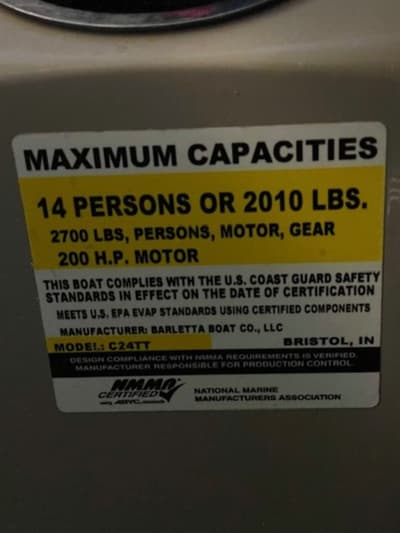 MAXIMUM CAPACITIES
14 PERSONS OR 2010 LBS.
2700 LBS, PERSONS, MOTOR, GEAR
200 H.P. MOTOR
THIS BOAT COMPLIES WITH THE U.S. COAST GUARD SAFETY
STANDARDS IN EFFECT ON THE DATE OF CERTIFICATION
MEETS U.S. EPA EVAP STANDARDS USING CERTIFIED COMPONENTS
MANUFACTURER: BARLETTA BOAT CO., LLC
MODEL: C24TT BRISTOL, IN
DESIGN COMPLIANCE WITH NMMA REQUIREMENTS IS VERIFIED.
MANUFACTURER RESPONSIBLE FOR PRODUCTION CONTROL.
NMMA
CERTIFIED
ABYC
NATIONAL MARINE
MANUFACTURERS ASSOCIATION